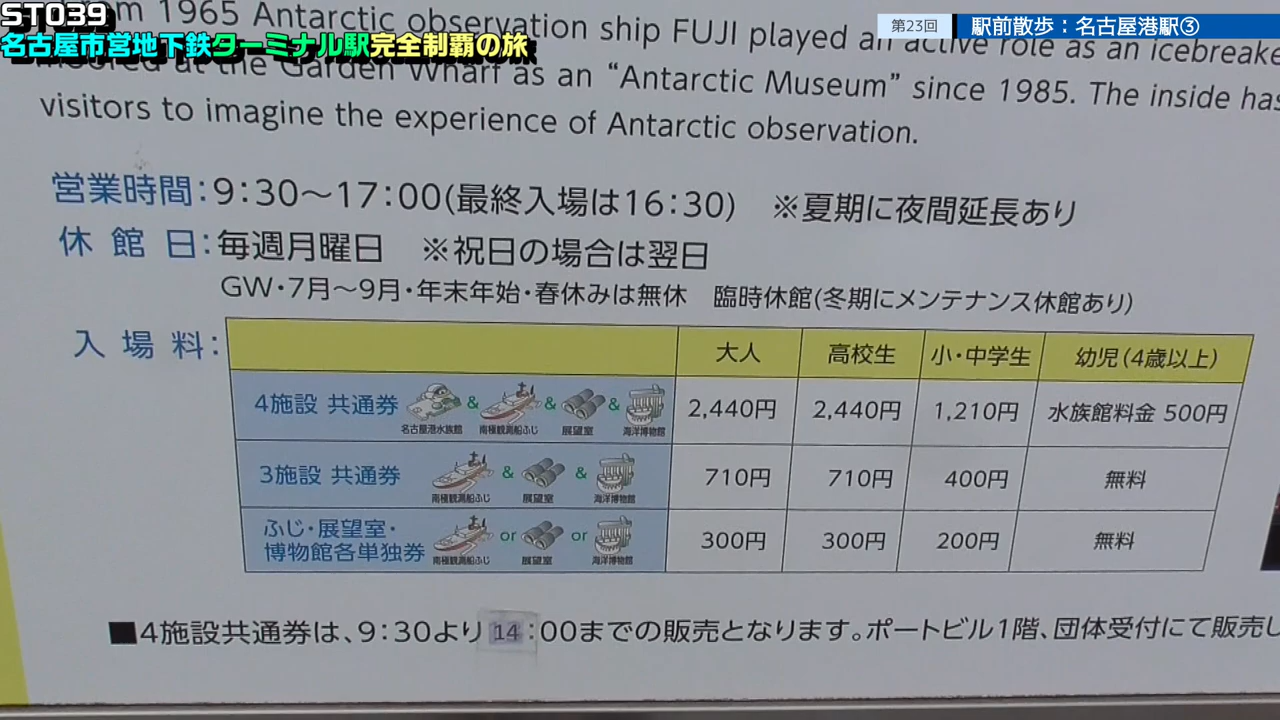 ST039
名古屋市営地下鉄ターミナル駅完全制覇の旅
第23回
駅前散歩：名古屋港駅③
1965 Antarctic observation ship FUJI played an active role as an icebreake
moored at the Garden Wharf as an “Antarctic Museum” since 1985. The inside has
visitors to imagine the experience of Antarctic observation.
営業時間：9：30～17：00(最終入場は16：30) ※夏期に夜間延長あり
休 館 日：毎週月曜日 ※祝日の場合は翌日
GW・7月～9月・年末年始・春休みは無休 臨時休館(冬期にメンテナンス休館あり)
入 場 料：
大人 高校生 小・中学生 幼児(4歳以上)
4施設 共通券 & & & 2,440円 2,440円 1,210円 水族館料金 500円
名古屋港水族館 南極観測船ふじ 展望室 海洋博物館
3施設 共通券 & & 710円 710円 400円 無料
南極観測船ふじ 展望室 海洋博物館
ふじ・展望室・
博物館各単独券 or or 300円 300円 200円 無料
南極観測船ふじ 展望室 海洋博物館
■4施設共通券は、9：30より14：00までの販売となります。ポートビル1階、団体受付にて販売し